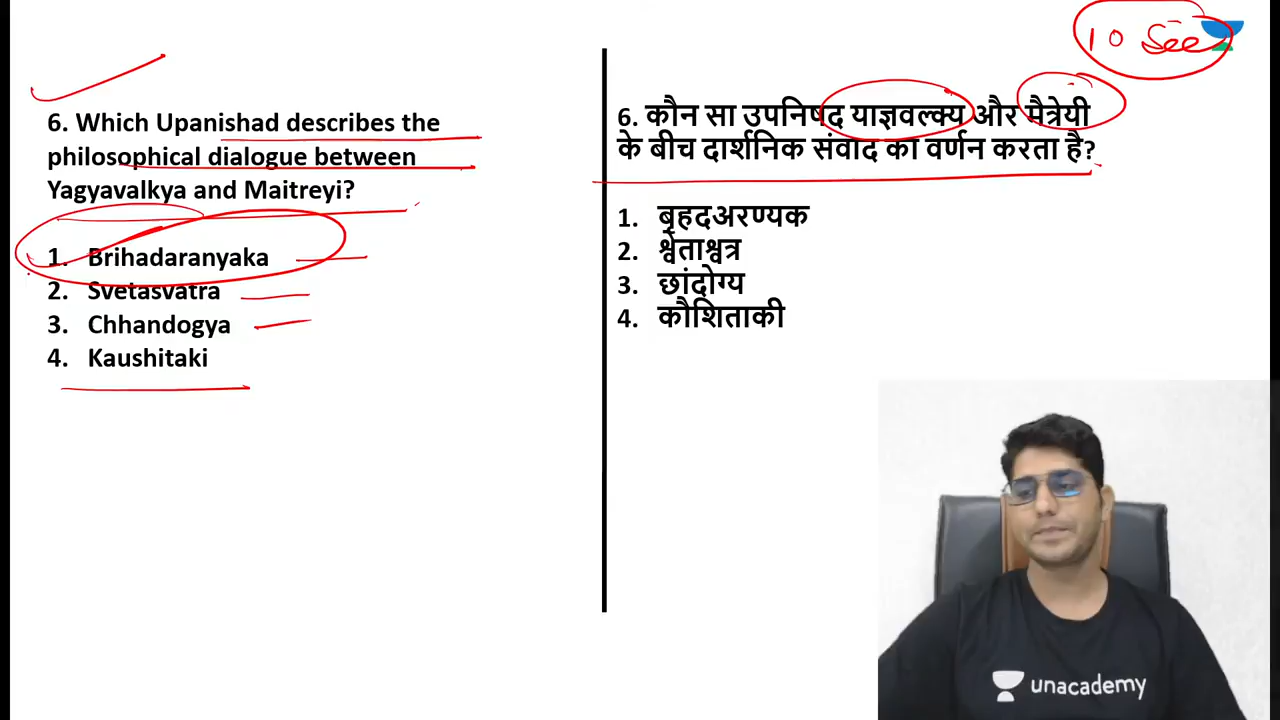 10 See
6. Which Upanishad describes the
philosophical dialogue between
Yagyavalkya and Maitreyi?
1. Brihadaranyaka
2. Svetasvatra
3. Chhandogya
4. Kaushitaki
6. कौन सा उपनिषद याज्ञवल्क्य और मैत्रेयी
के बीच दार्शनिक संवाद का वर्णन करता है?
1. बृहदअरण्यक
2. श्वेताश्वत्र
3. छांदोग्य
4. कौशिताकी
unacademy